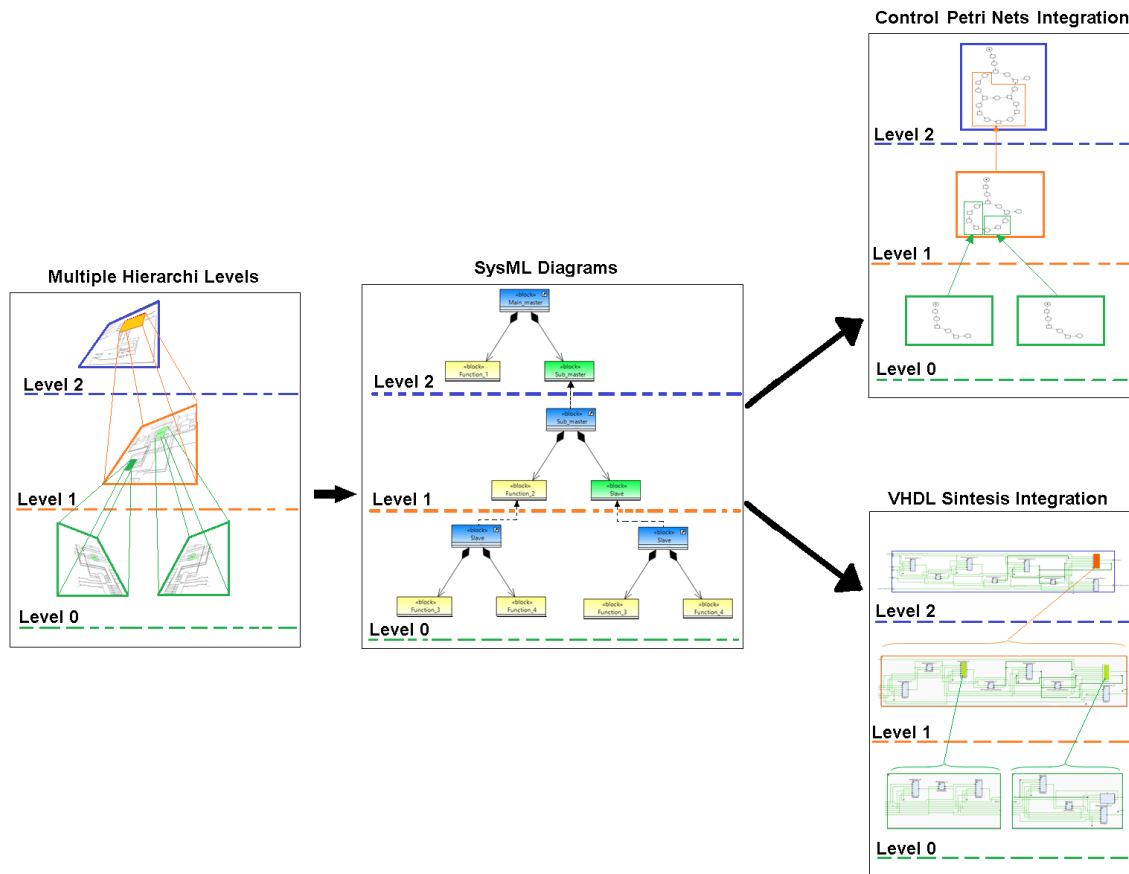 Multiple Hierarchi Levels
Level 2
Level 1
Level 0
SysML Diagrams
«block»
Main_master
«block»
Function_1
«block»
Sub_master
Level 2
«block»
Sub_master
«block»
Function_2
«block»
Slave
Level 1
«block»
Slave
«block»
Slave
«block»
Function_3
«block»
Function_4
«block»
Function_3
«block»
Function_4
Level 0
Control Petri Nets Integration
Level 2
Level 1
Level 0
VHDL Sintesis Integration
Level 2
Level 1
Level 0